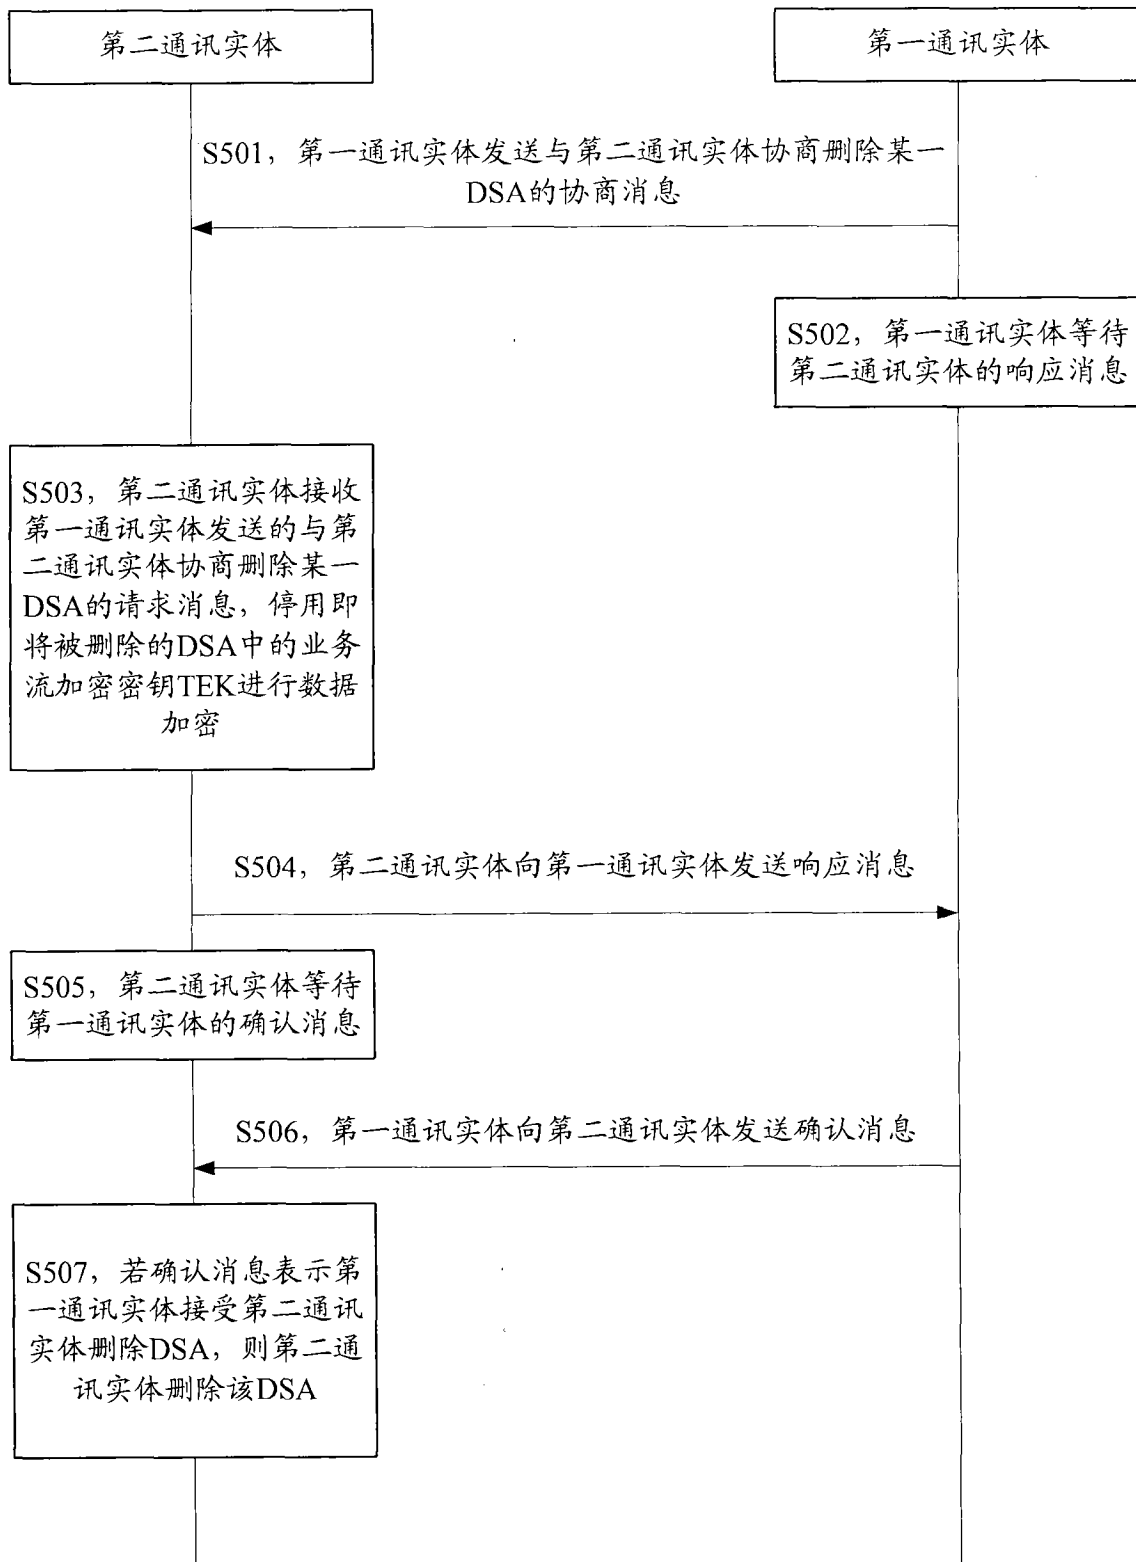 第二通讯实体
第一通讯实体
S501，第一通讯实体发送与第二通讯实体协商删除某一
DSA的协商消息
S502，第一通讯实体等待
第二通讯实体的响应消息
S503，第二通讯实体接收
第一通讯实体发送的与第
二通讯实体协商删除某一
DSA的请求消息，停用即
将被删除的DSA中的业务
流加密密钥TEK进行数据
加密
S504，第二通讯实体向第一通讯实体发送响应消息
S505，第二通讯实体等待
第一通讯实体的确认消息
S506，第一通讯实体向第二通讯实体发送确认消息
S507，若确认消息表示第
一通讯实体接受第二通讯
实体删除DSA，则第二通
讯实体删除该DSA